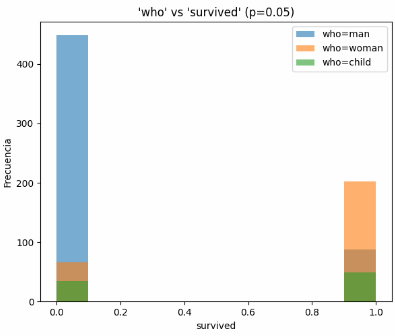 'who' vs 'survived' (p=0.05)
who=man
who=woman
who=child
Frecuencia
400
300
200
100
0
0.0 0.2 0.4 0.6 0.8 1.0
survived